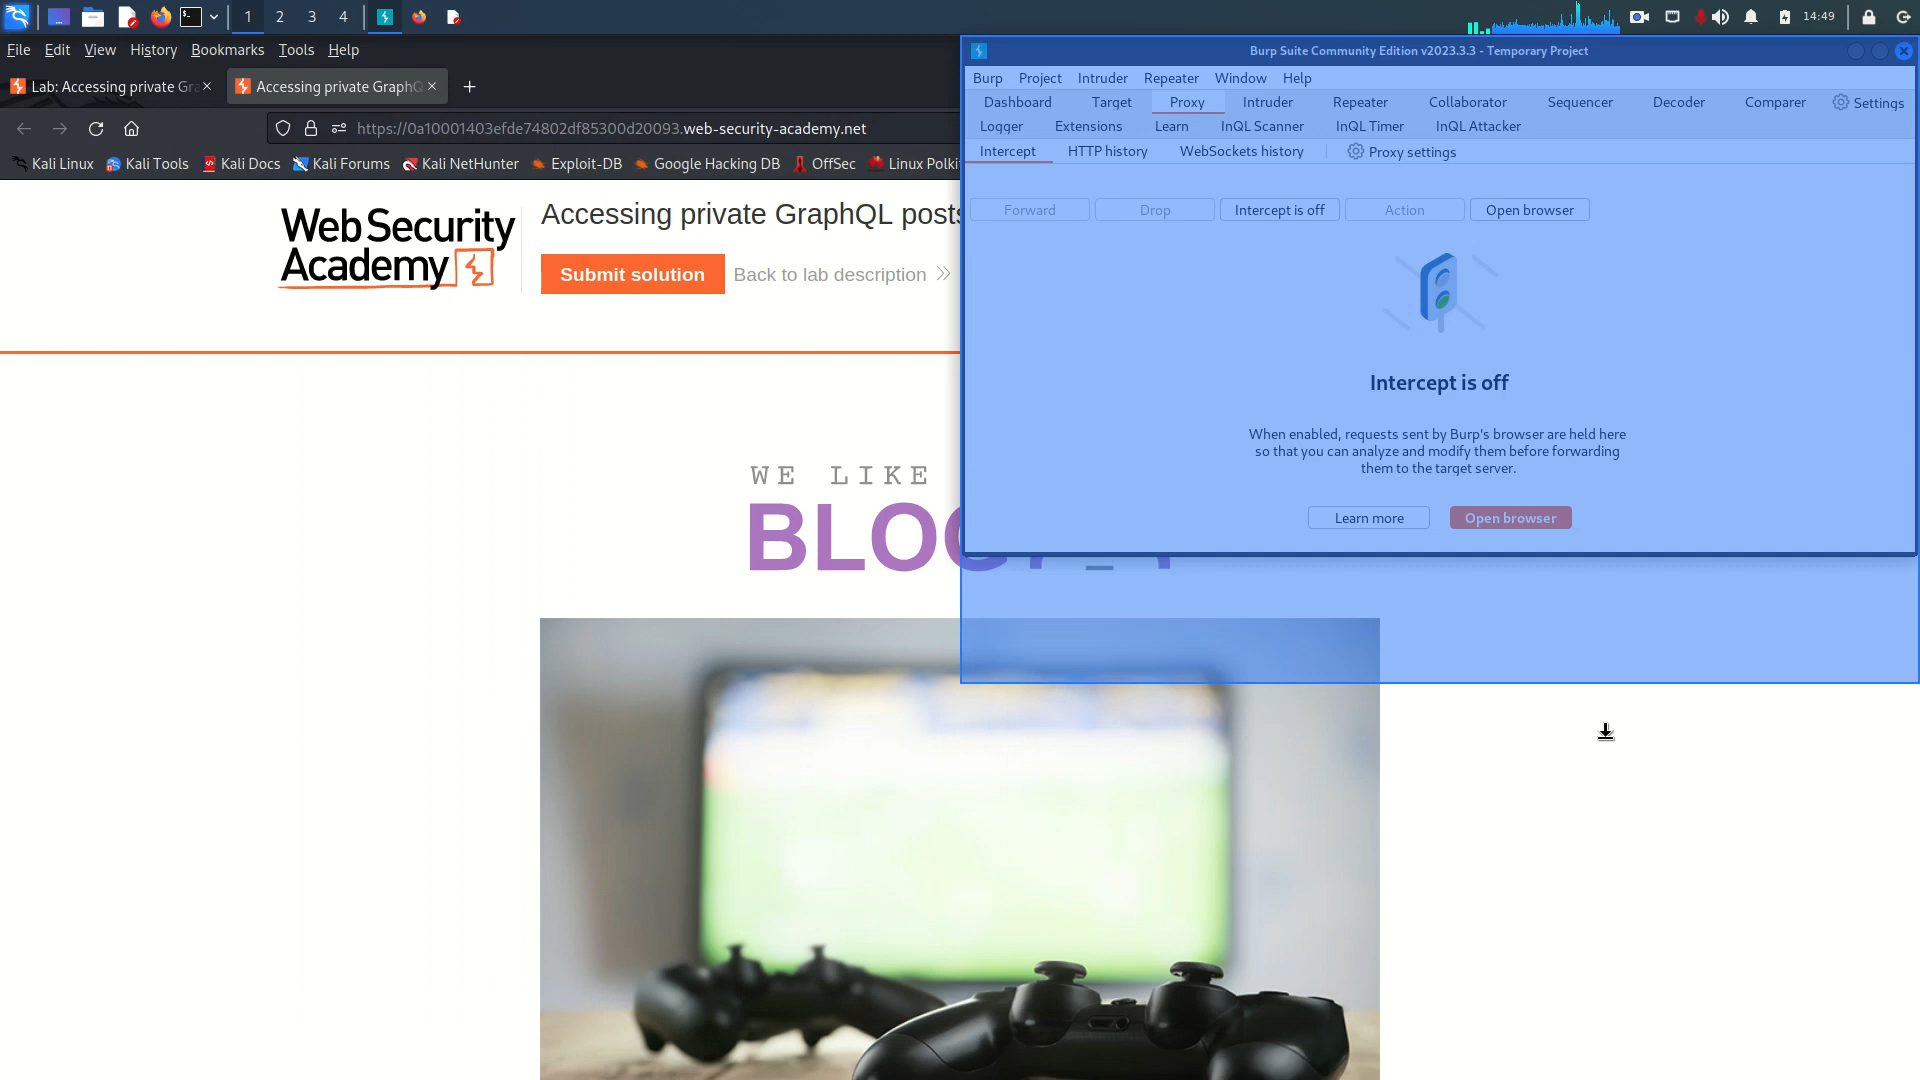 1 2 3 4 14:49
File Edit View History Bookmarks Tools Help
Lab: Accessing private Gra
Accessing private GraphQ
https://0a10001403efde74802df85300d20093.web-security-academy.net
Kali Linux Kali Tools Kali Docs Kali Forums Kali NetHunter Exploit-DB Google Hacking DB OffSec Linux Polki
WebSecurity
Academy
Accessing private GraphQL posts
Submit solution Back to lab description
WE LIKE
BLOG
Burp Suite Community Edition v2023.3.3 - Temporary Project
Burp Project Intruder Repeater Window Help
Dashboard Target Proxy Intruder Repeater Collaborator Sequencer Decoder Comparer Settings
Logger Extensions Learn InQL Scanner InQL Timer InQL Attacker
Intercept HTTP history WebSockets history Proxy settings
Forward Drop Intercept is off Action Open browser
Intercept is off
When enabled, requests sent by Burp's browser are held here
so that you can analyze and modify them before forwarding
them to the target server.
Learn more Open browser